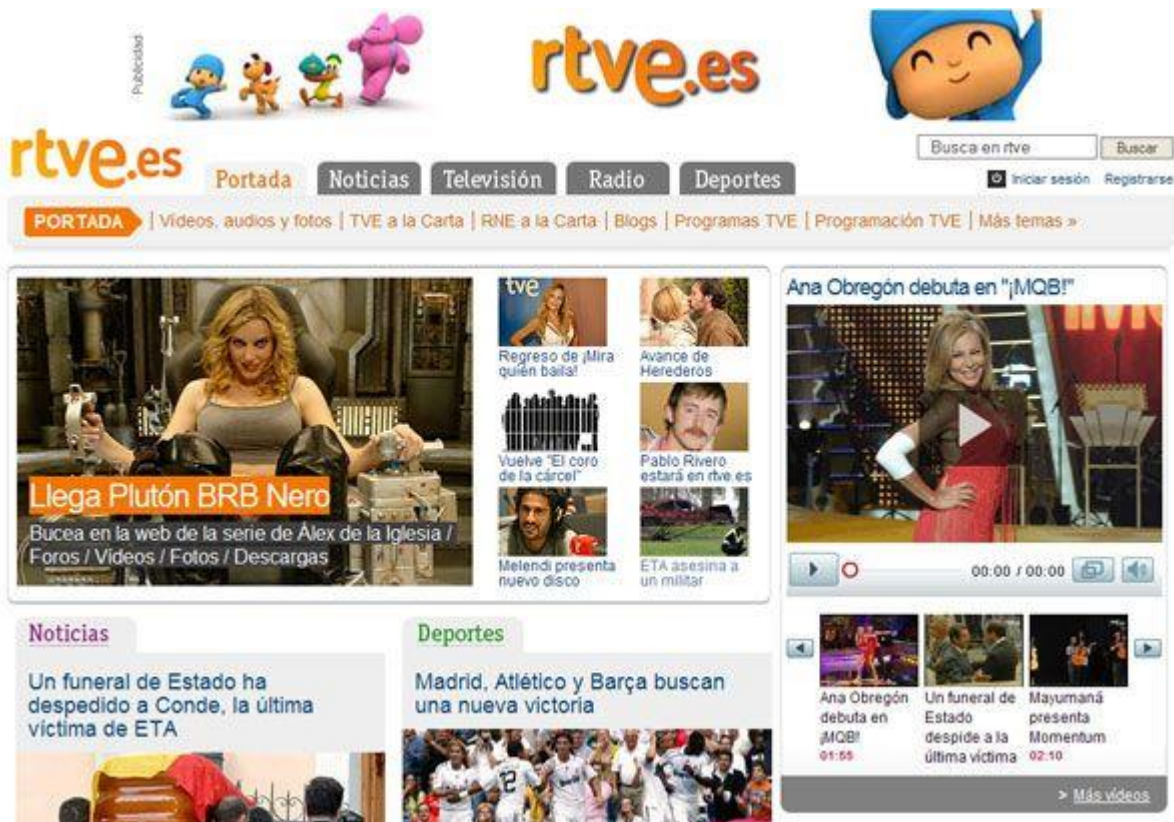 Publicidad
rtve.es
rtve.es
Busca en rtve
Buscar
Iniciar sesión Registrarse
Portada Noticias Televisión Radio Deportes
PORTADA | Vídeos, audios y fotos | TVE a la Carta | RNE a la Carta | Blogs | Programas TVE | Programación TVE | Más temas »
Llega Plutón BRB Nero
Bucea en la web de la serie de Álex de la Iglesia /
Foros / Vídeos / Fotos / Descargas
tve
Regreso de ¡Mira
quién baila!
Avance de
Herederos
Vuelve "El coro
de la cárcel"
Pablo Rivero
estará en rtve.es
Melendi presenta
nuevo disco
ETA asesina a
un militar
Ana Obregón debuta en "¡MQB!"
00:00 / 00:00
Ana Obregón
debuta en
¡MQB!
01:55
Un funeral de
Estado
despide a la
última víctima
Mayumaná
presenta
Momentum
02:10
> Más vídeos
Noticias
Un funeral de Estado ha
despedido a Conde, la última
víctima de ETA
Deportes
Madrid, Atlético y Barça buscan
una nueva victoria
12